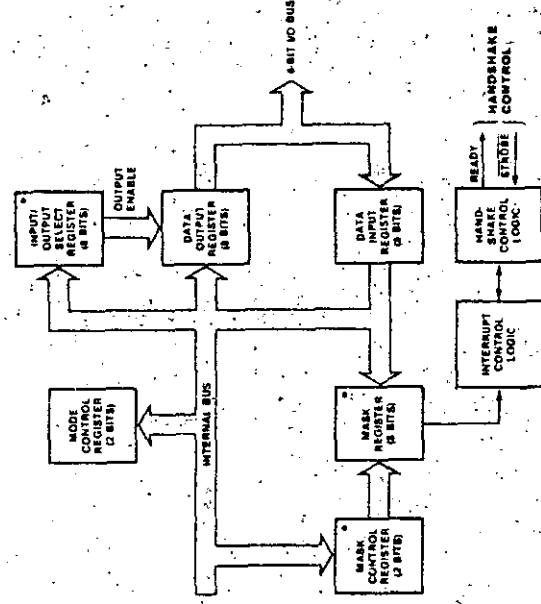 MODE
CONTROL
REGISTER
(2 BITS)
INPUT/
OUTPUT
SELECT
REGISTER
(8 BITS)
OUTPUT
ENABLE
DATA
OUTPUT
REGISTER
(8 BITS)
8-BIT I/O BUS
INTERNAL BUS
DATA
INPUT
REGISTER
(8 BITS)
MASK
CONTROL
REGISTER
(2 BITS)
MASK
REGISTER
(8 BITS)
INTERRUPT
CONTROL
LOGIC
HAND-
SHAKE
CONTROL
LOGIC
READY
STROBE
HANDSHAKE
CONTROL